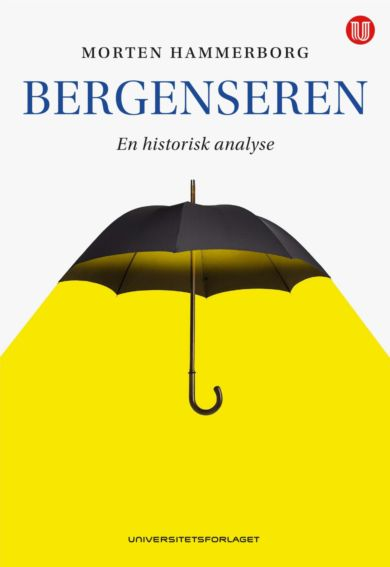 MORTEN HAMMERBORG
BERGENSEREN
En historisk analyse
UNIVERSITETSFORLAGET